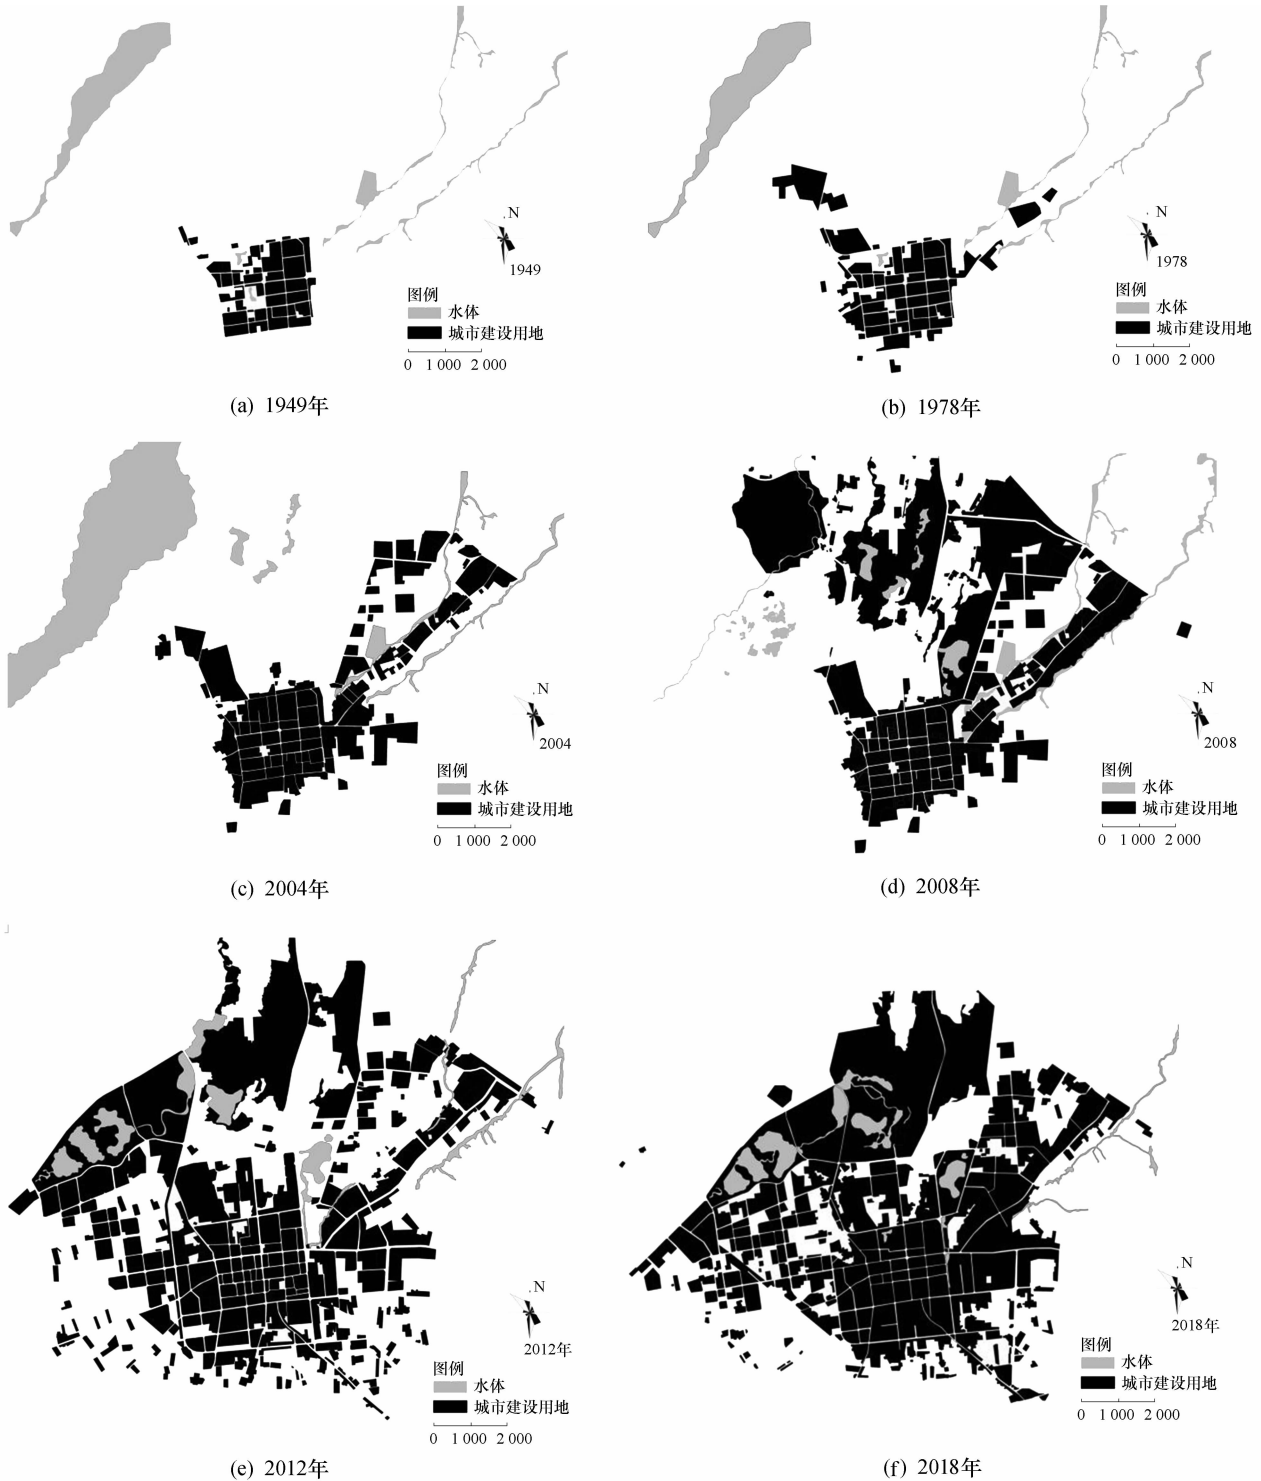 N
1949
图例
水体
城市建设用地
0 1 000 2 000
(a) 1949年
N
1978
图例
水体
城市建设用地
0 1 000 2 000
(b) 1978年
N
2004
图例
水体
城市建设用地
0 1 000 2 000
(c) 2004年
N
2008
图例
水体
城市建设用地
0 1 000 2 000
(d) 2008年
N
2012年
图例
水体
城市建设用地
0 1 000 2 000
(e) 2012年
N
2018年
图例
水体
城市建设用地
0 1 000 2 000
(f) 2018年